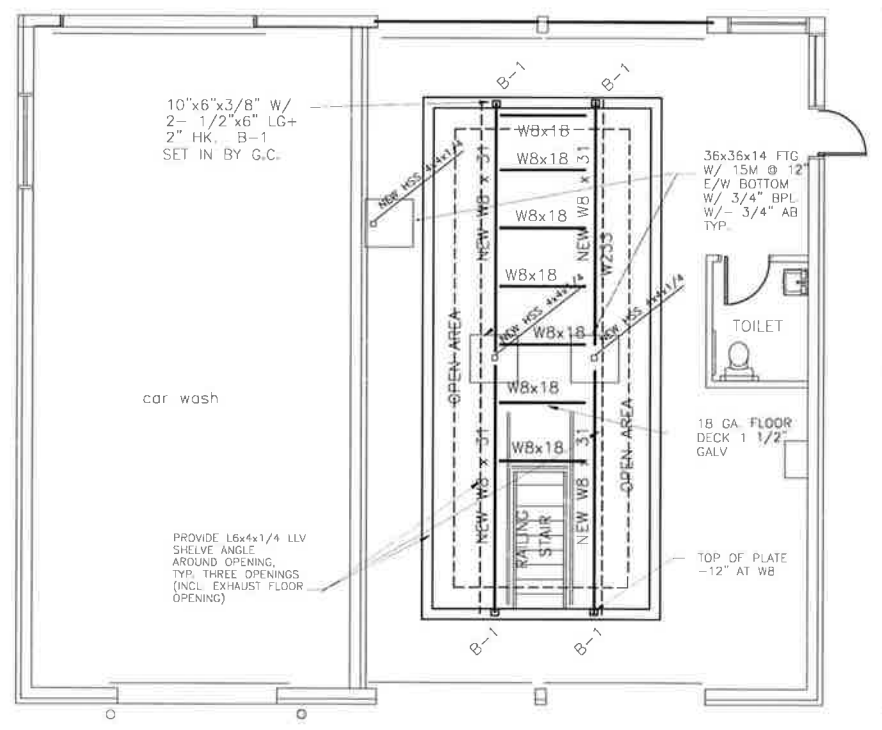 B-1
B-1
10"x6"x3/8" W/
2- 1/2"x6" LG+
2" HK. B-1
SET IN BY G.C.
NEW HSS 4x4x1/4
W8x18
W8x18
W8x18
W8x18
W8x18
W8x18
W8x18
NEW W8 x 31
NEW W8 x 31
W233
36x36x14 FTG
W/ 15M @ 12"
E/W BOTTOM
W/ 3/4" BPL
W/- 3/4" AB
TYP.
NEW HSS 4x4x1/4
NEW HSS 4x4x1/4
TOILET
OPEN AREA
OPEN AREA
car wash
18 GA. FLOOR
DECK 1 1/2"
GALV
NEW W8 x 31
NEW W8 x 31
RAILING
STAIR
PROVIDE L6x4x1/4 LLV
SHELVE ANGLE
AROUND OPENING,
TYP. THREE OPENINGS
(INCL. EXHAUST FLOOR
OPENING)
TOP OF PLATE
-12" AT W8
B-1
B-1